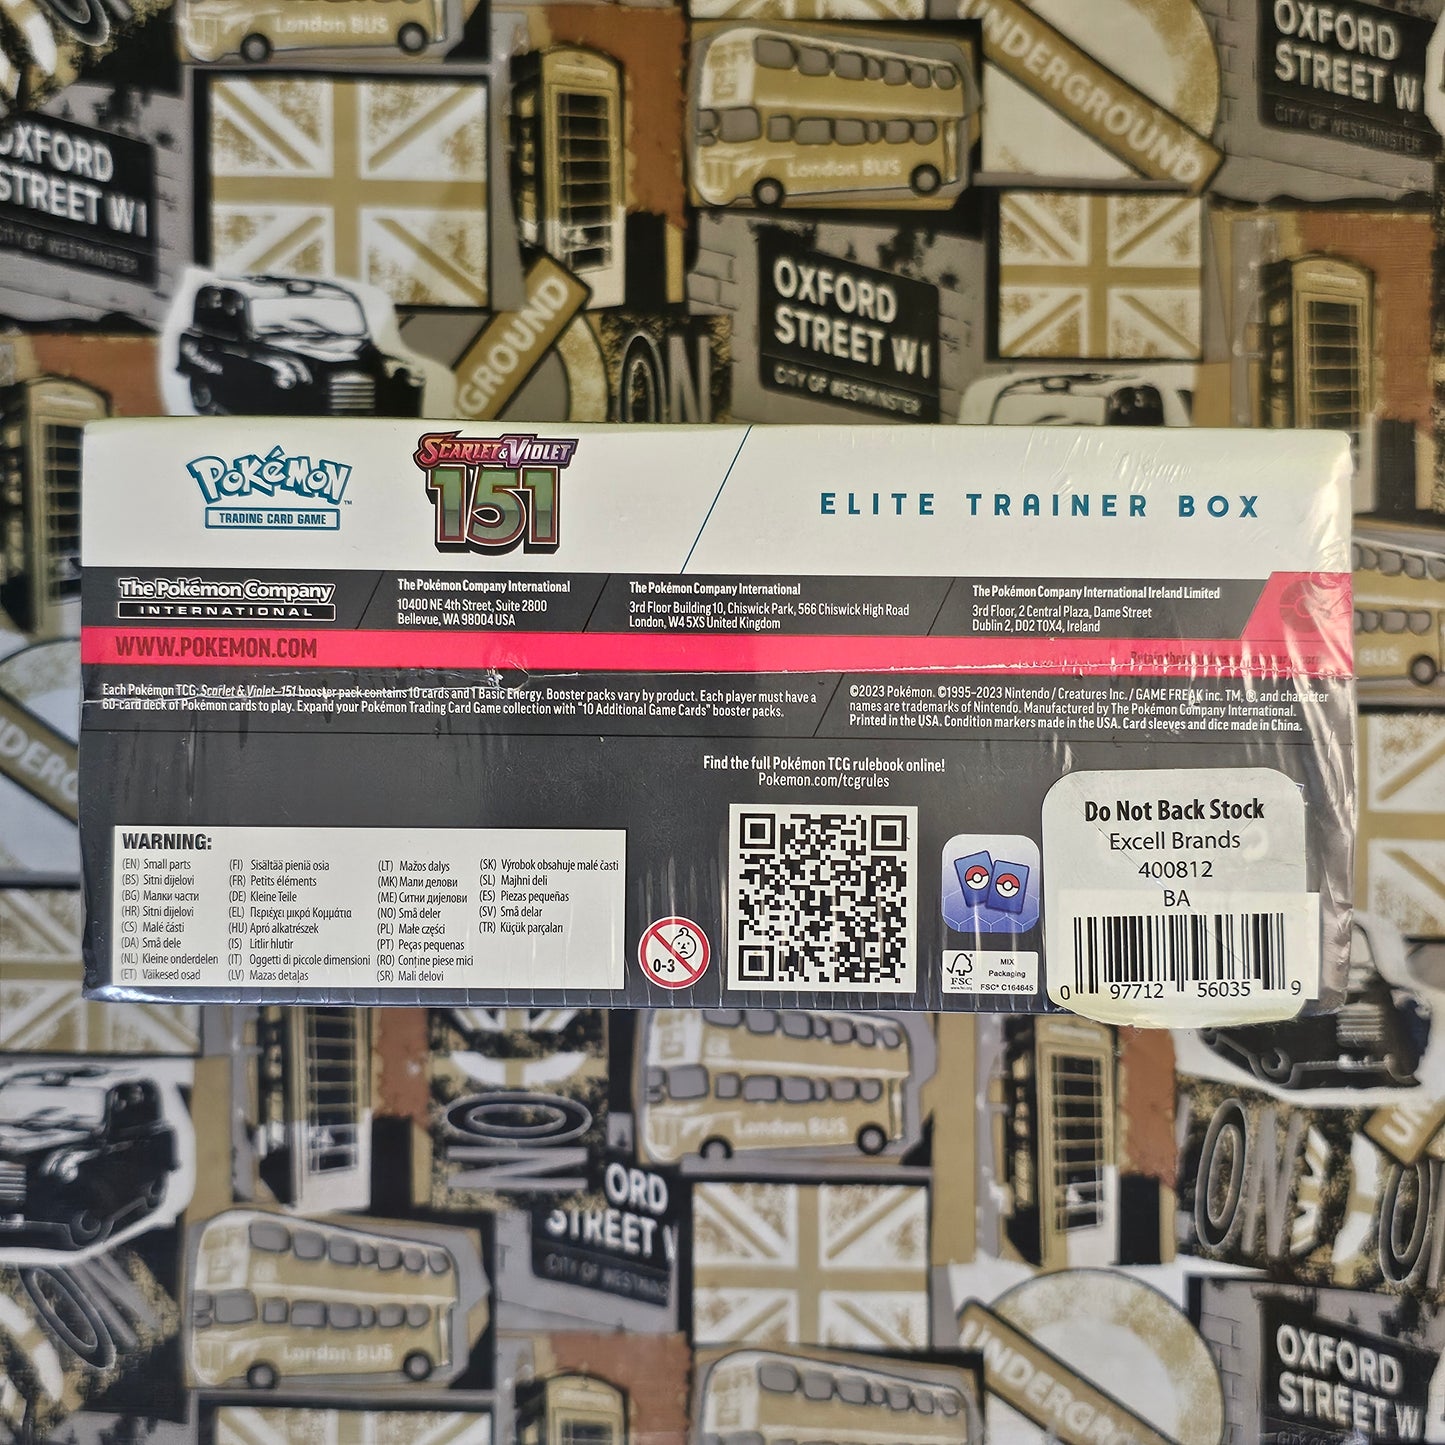 London BUS
UNDERGROUND
OXFORD
STREET W1
CITY OF WESTMINSTER
OXFORD
STREET W1
CITY OF WESTMINSTER
London BUS
OXFORD
STREET W1
CITY OF WESTMINSTER
GROUND
POKéMON™
TRADING CARD GAME
SCARLET & VIOLET
151
ELITE TRAINER BOX
The Pokémon Company
INTERNATIONAL
The Pokémon Company International
10400 NE 4th Street, Suite 2800
Bellevue, WA 98004 USA
The Pokémon Company International
3rd Floor Building 10, Chiswick Park, 566 Chiswick High Road
London, W4 5XS United Kingdom
The Pokémon Company International Ireland Limited
3rd Floor, 2 Central Plaza, Dame Street
Dublin 2, D02 T0X4, Ireland
WWW.POKEMON.COM
Each Pokémon TCG: Scarlet & Violet—151 booster pack contains 10 cards and 1 Basic Energy. Booster packs vary by product. Each player must have a
60-card deck of Pokémon cards to play. Expand your Pokémon Trading Card Game collection with "10 Additional Game Cards" booster packs.
©2023 Pokémon. ©1995–2023 Nintendo / Creatures Inc. / GAME FREAK inc. TM, ®, and character
names are trademarks of Nintendo. Manufactured by The Pokémon Company International.
Printed in the USA. Condition markers made in the USA. Card sleeves and dice made in China.
Find the full Pokémon TCG rulebook online!
Pokemon.com/tcgrules
WARNING:
(EN) Small parts
(BS) Sitni dijelovi
(BG) Малки части
(HR) Sitni dijelovi
(CS) Malé části
(DA) Små dele
(NL) Kleine onderdelen
(ET) Väikesed osad
(FI) Sisältää pieniä osia
(FR) Petits éléments
(DE) Kleine Teile
(EL) Περιέχει μικρά Κομμάτια
(HU) Apró alkatrészek
(IS) Litlir hlutir
(IT) Oggetti di piccole dimensioni
(LV) Mazas detaļas
(LT) Mažos dalys
(MK) Мали делови
(ME) Ситни дијелови
(NO) Små deler
(PL) Małe części
(PT) Peças pequenas
(RO) Conține piese mici
(SR) Mali delovi
(SK) Výrobok obsahuje malé časti
(SL) Majhni deli
(ES) Piezas pequeñas
(SV) Små delar
(TR) Küçük parçaları
0-3
FSC
www.fsc.org
MIX
Packaging
FSC® C164645
Do Not Back Stock
Excell Brands
400812
BA
0 97712 56035 9
London BUS
ORD
STREET W
CITY OF WESTMINS
London BUS
UNDERGROUND
OXFORD
STREET W1